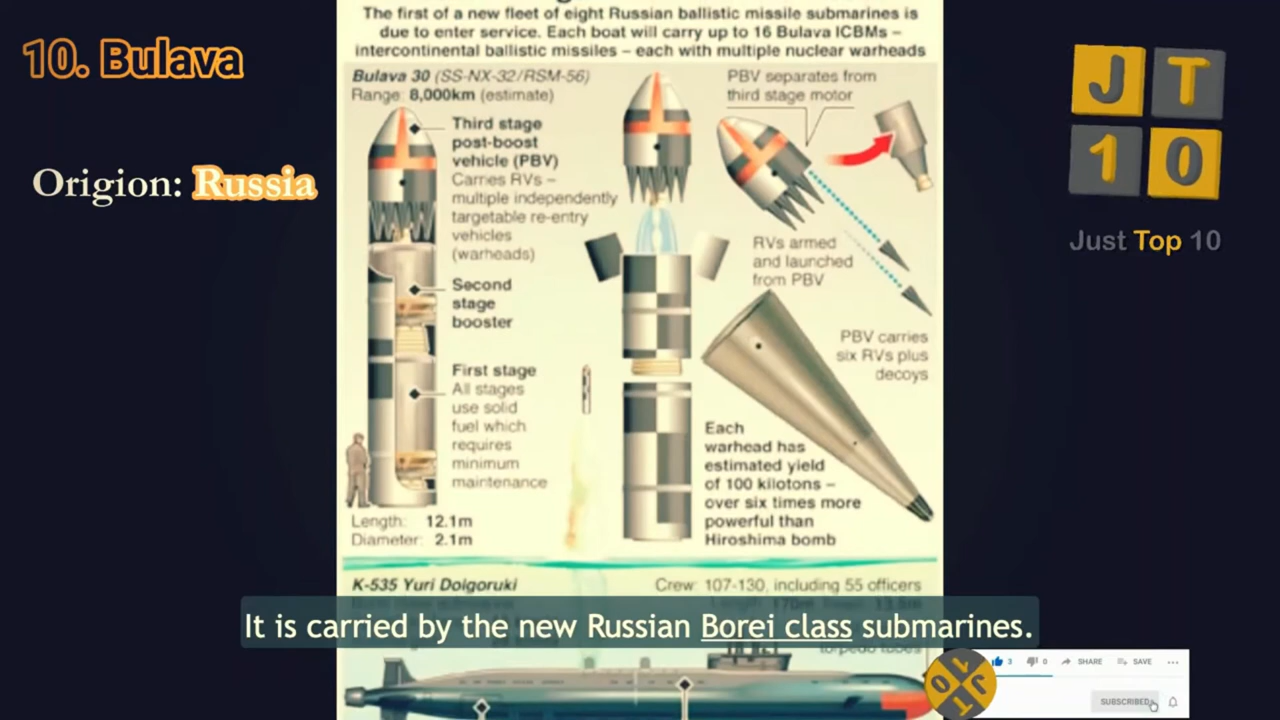 The first of a new fleet of eight Russian ballistic missile submarines is
due to enter service. Each boat will carry up to 16 Bulava ICBMs –
intercontinental ballistic missiles – each with multiple nuclear warheads
10. Bulava
Origion: Russia
Bulava 30 (SS-NX-32/RSM-56)
Range: 8,000km (estimate)
Third stage
post-boost
vehicle (PBV)
Carries RVs –
multiple independently
targetable re-entry
vehicles
(warheads)
Second
stage
booster
First stage
All stages
use solid
fuel which
requires
minimum
maintenance
Length: 12.1m
Diameter: 2.1m
PBV separates from
third stage motor
RVs armed
and launched
from PBV
PBV carries
six RVs plus
decoys
Each
warhead has
estimated yield
of 100 kilotons –
over six times more
powerful than
Hiroshima bomb
K-535 Yuri Dolgoruki
Crew: 107-130, including 55 officers
torpedo tubes
It is carried by the new Russian Borei class submarines.
J T
1 0
Just Top 10
JT
10
3
0
SHARE
SAVE
SUBSCRIBED